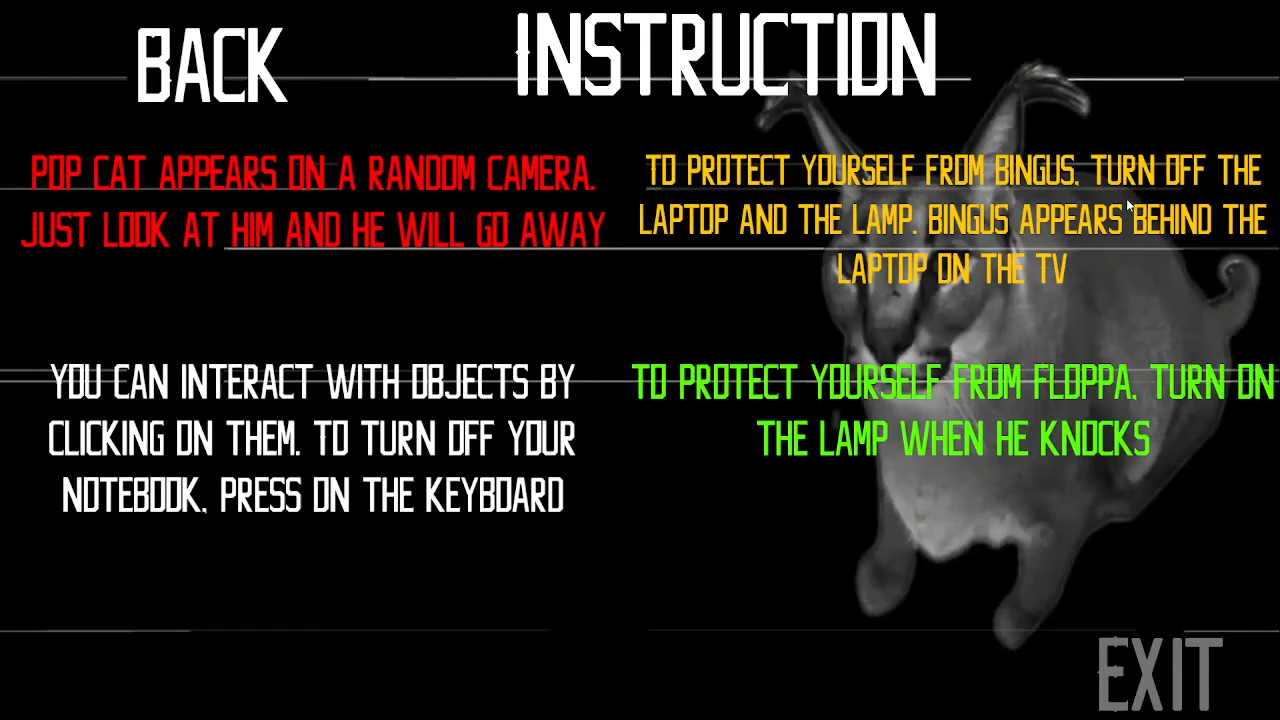 BACK
INSTRUCTION
POP CAT APPEARS ON A RANDOM CAMERA.
JUST LOOK AT HIM AND HE WILL GO AWAY
TO PROTECT YOURSELF FROM BINGUS, TURN OFF THE
LAPTOP AND THE LAMP. BINGUS APPEARS BEHIND THE
LAPTOP ON THE TV
YOU CAN INTERACT WITH OBJECTS BY
CLICKING ON THEM. TO TURN OFF YOUR
NOTEBOOK, PRESS ON THE KEYBOARD
TO PROTECT YOURSELF FROM FLOPPA, TURN ON
THE LAMP WHEN HE KNOCKS
EXIT